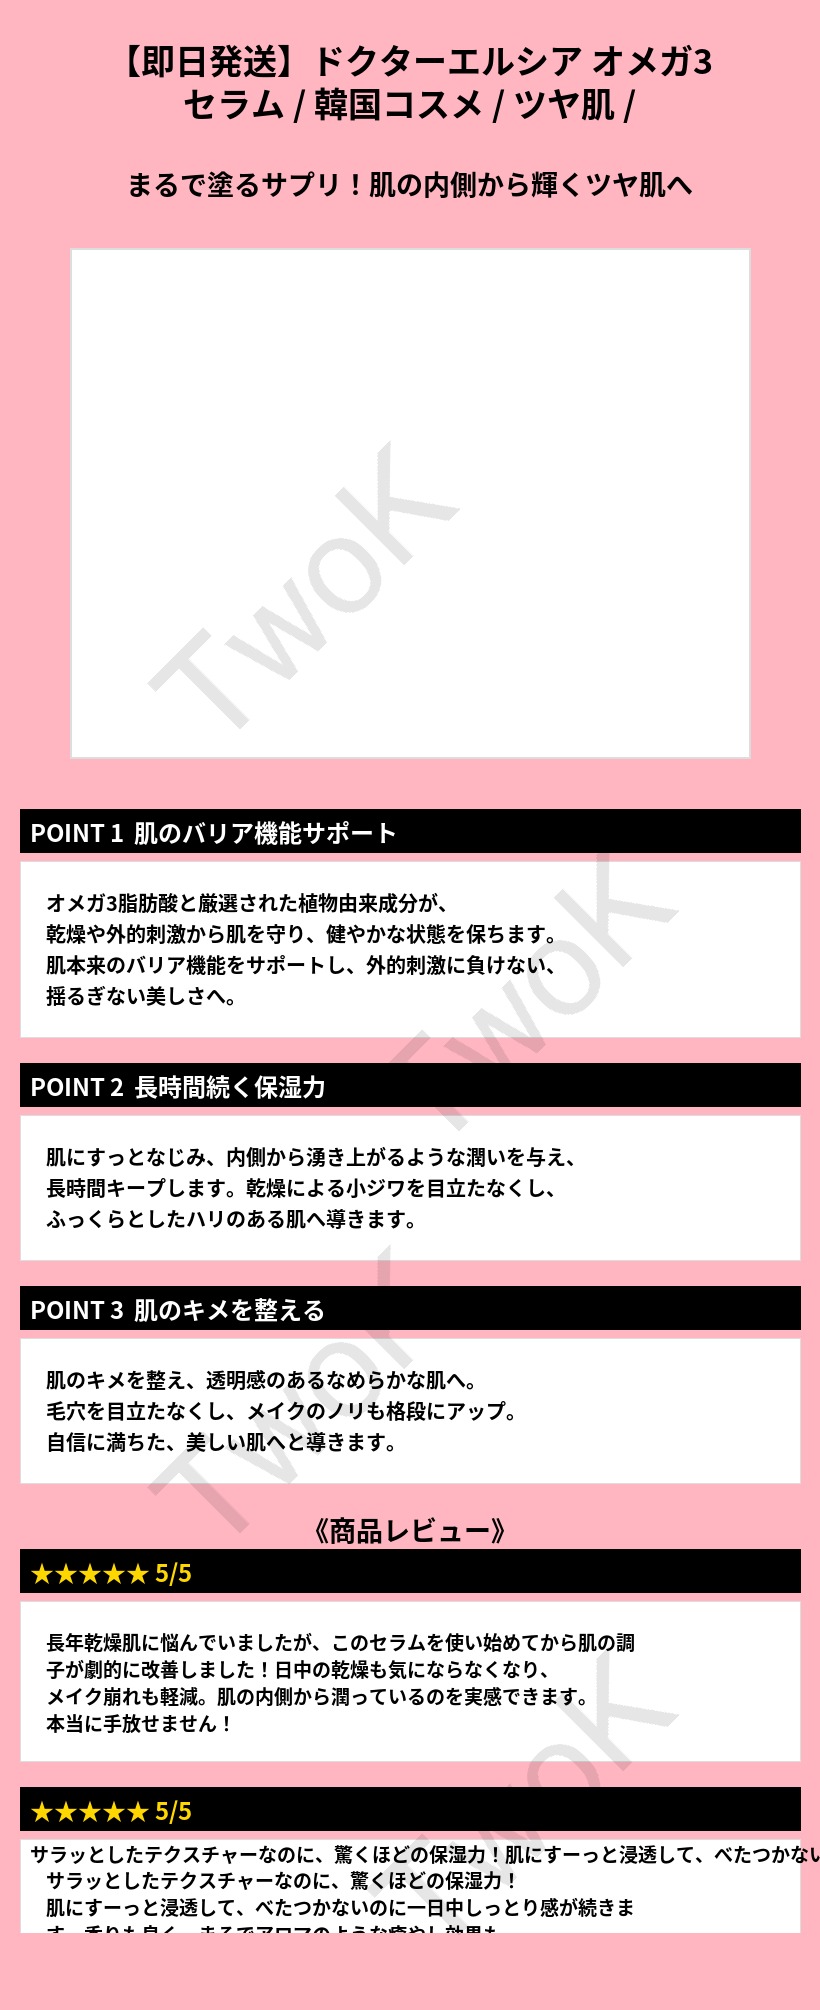 【即日発送】ドクターエルシア オメガ3
セラム / 韓国コスメ / ツヤ肌 /
まるで塗るサプリ！肌の内側から輝くツヤ肌へ
TwoK
POINT 1 肌のバリア機能サポート
オメガ3脂肪酸と厳選された植物由来成分が、
乾燥や外的刺激から肌を守り、健やかな状態を保ちます。
肌本来のバリア機能をサポートし、外的刺激に負けない、
揺るぎない美しさへ。
TwoK
POINT 2 長時間続く保湿力
肌にすっとなじみ、内側から湧き上がるような潤いを与え、
長時間キープします。乾燥による小ジワを目立たなくし、
ふっくらとしたハリのある肌へ導きます。
POINT 3 肌のキメを整える
肌のキメを整え、透明感のあるなめらかな肌へ。
毛穴を目立たなくし、メイクのノリも格段にアップ。
自信に満ちた、美しい肌へと導きます。
TwoK
《商品レビュー》
★★★★★ 5/5
長年乾燥肌に悩んでいましたが、このセラムを使い始めてから肌の調
子が劇的に改善しました！日中の乾燥も気にならなくなり、
メイク崩れも軽減。肌の内側から潤っているのを実感できます。
本当に手放せません！
TwoK
★★★★★ 5/5
サラッとしたテクスチャーなのに、驚くほどの保湿力！肌にすーっと浸透して、べたつかない
サラッとしたテクスチャーなのに、驚くほどの保湿力！
肌にすーっと浸透して、べたつかないのに一日中しっとり感が続きま
す。香りも良く、まるでアロマのような癒やし効果も